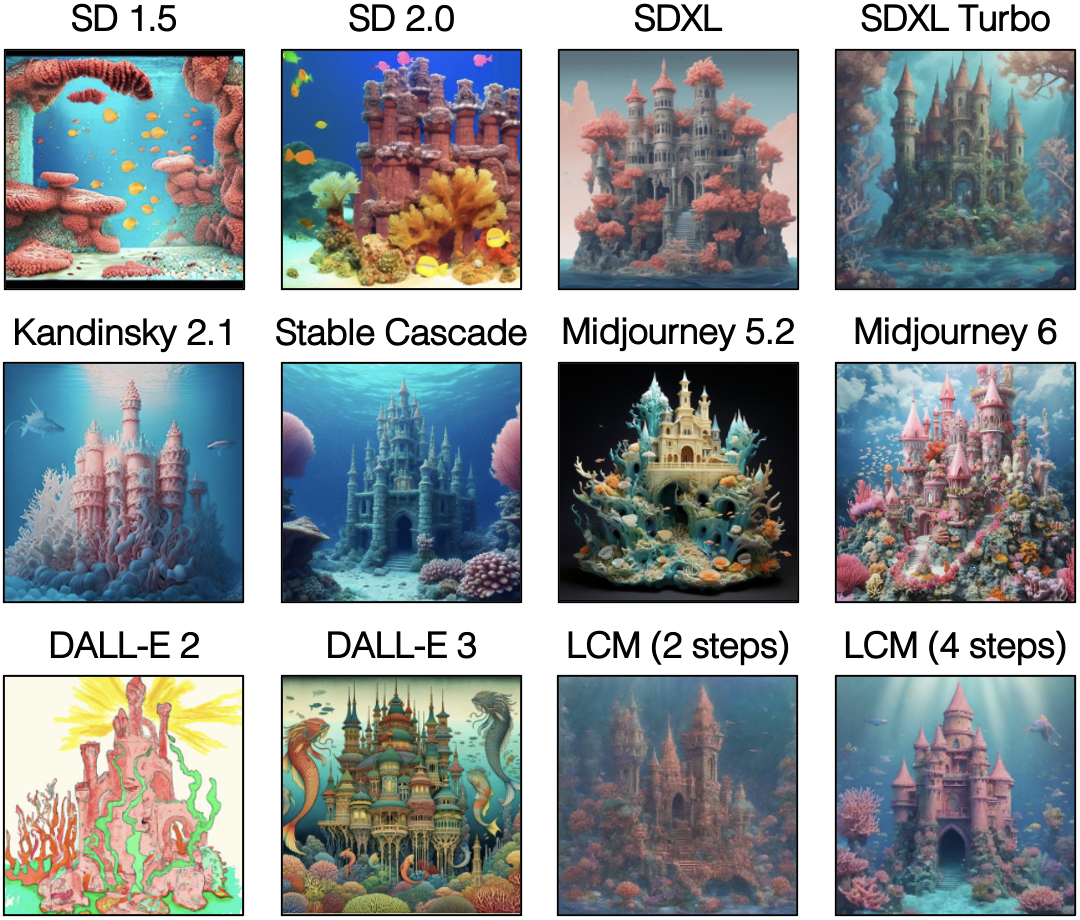 SD 1.5
SD 2.0
SDXL
SDXL Turbo
Kandinsky 2.1
Stable Cascade
Midjourney 5.2
Midjourney 6
DALL-E 2
DALL-E 3
LCM (2 steps)
LCM (4 steps)